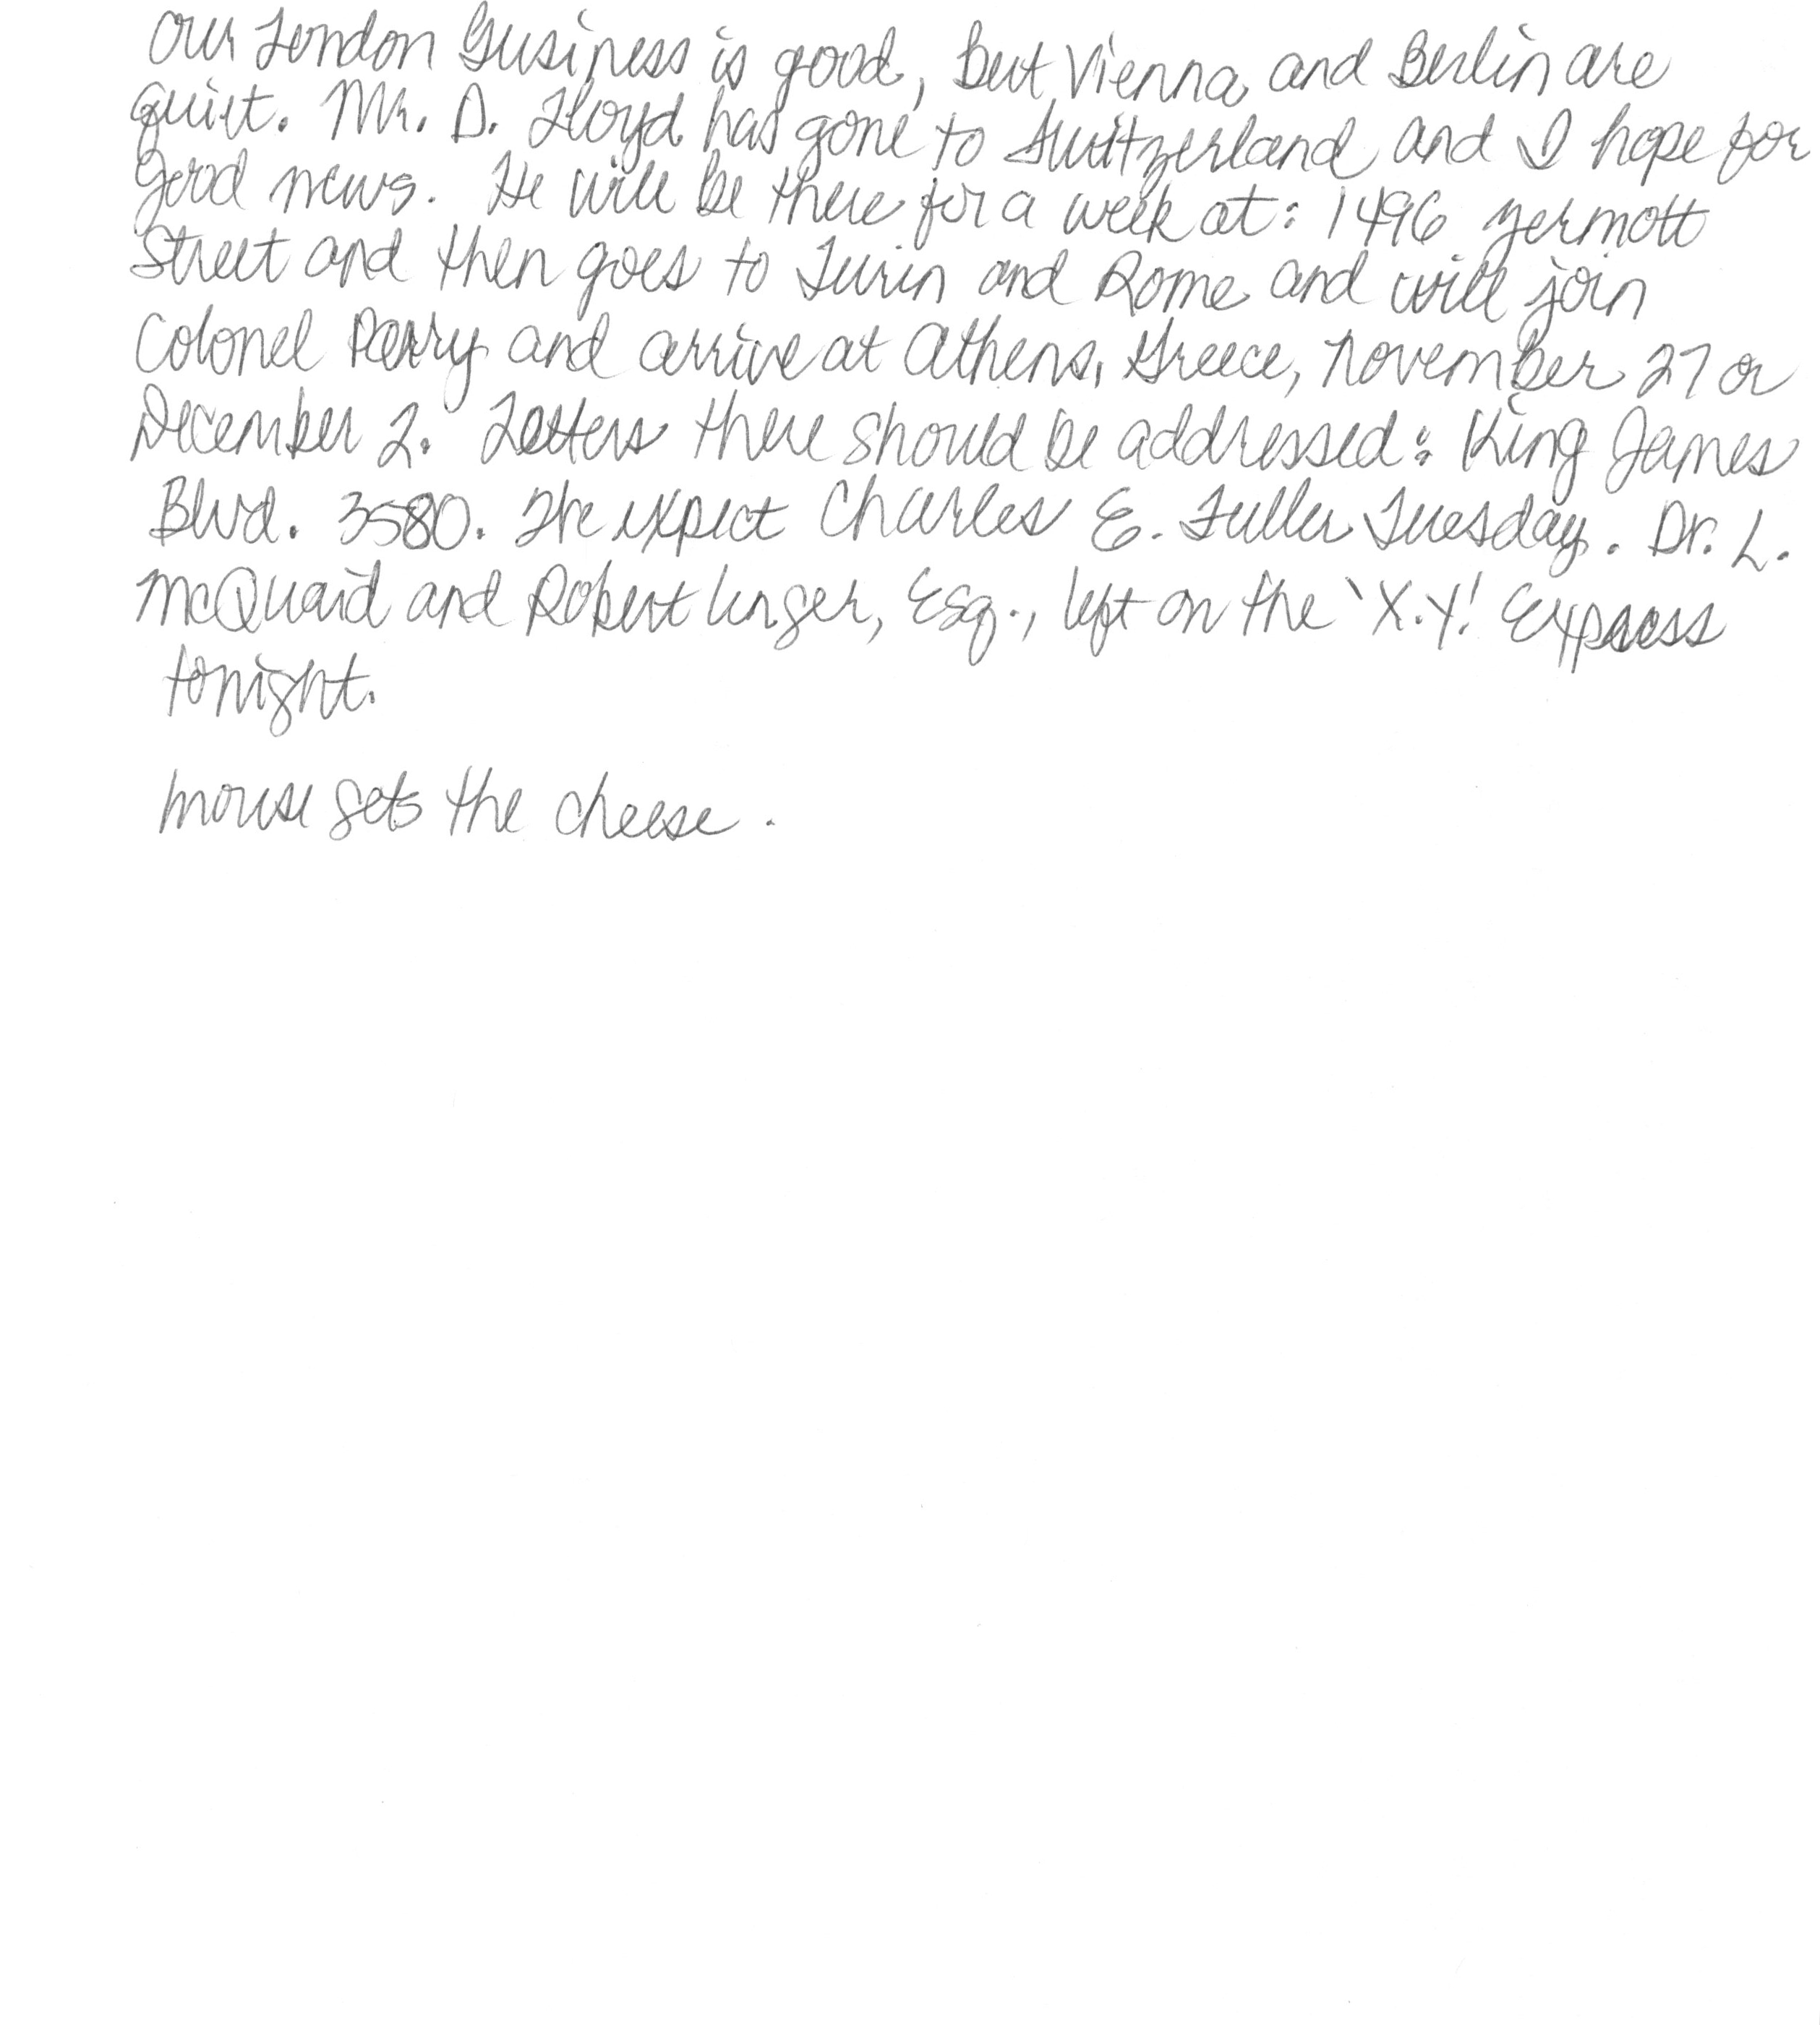 Our London Business is good, but Vienna and Berlin are
quiet. Mr. D. Lloyd has gone to Switzerland and I hope for
good news. He will be there for a week at: 1496 Zermott
Street and then goes to Turin and Rome and will join
Colonel Parry and arrive at Athens, Greece, November 27 or
December 2. Letters there should be addressed: King James
Blvd. 3580. We expect Charles E. Fuller Tuesday. Dr. L.
McQuaid and Robert Unger, Esq., left on the 'X.Y.' Express
tonight.
mouse gets the cheese.